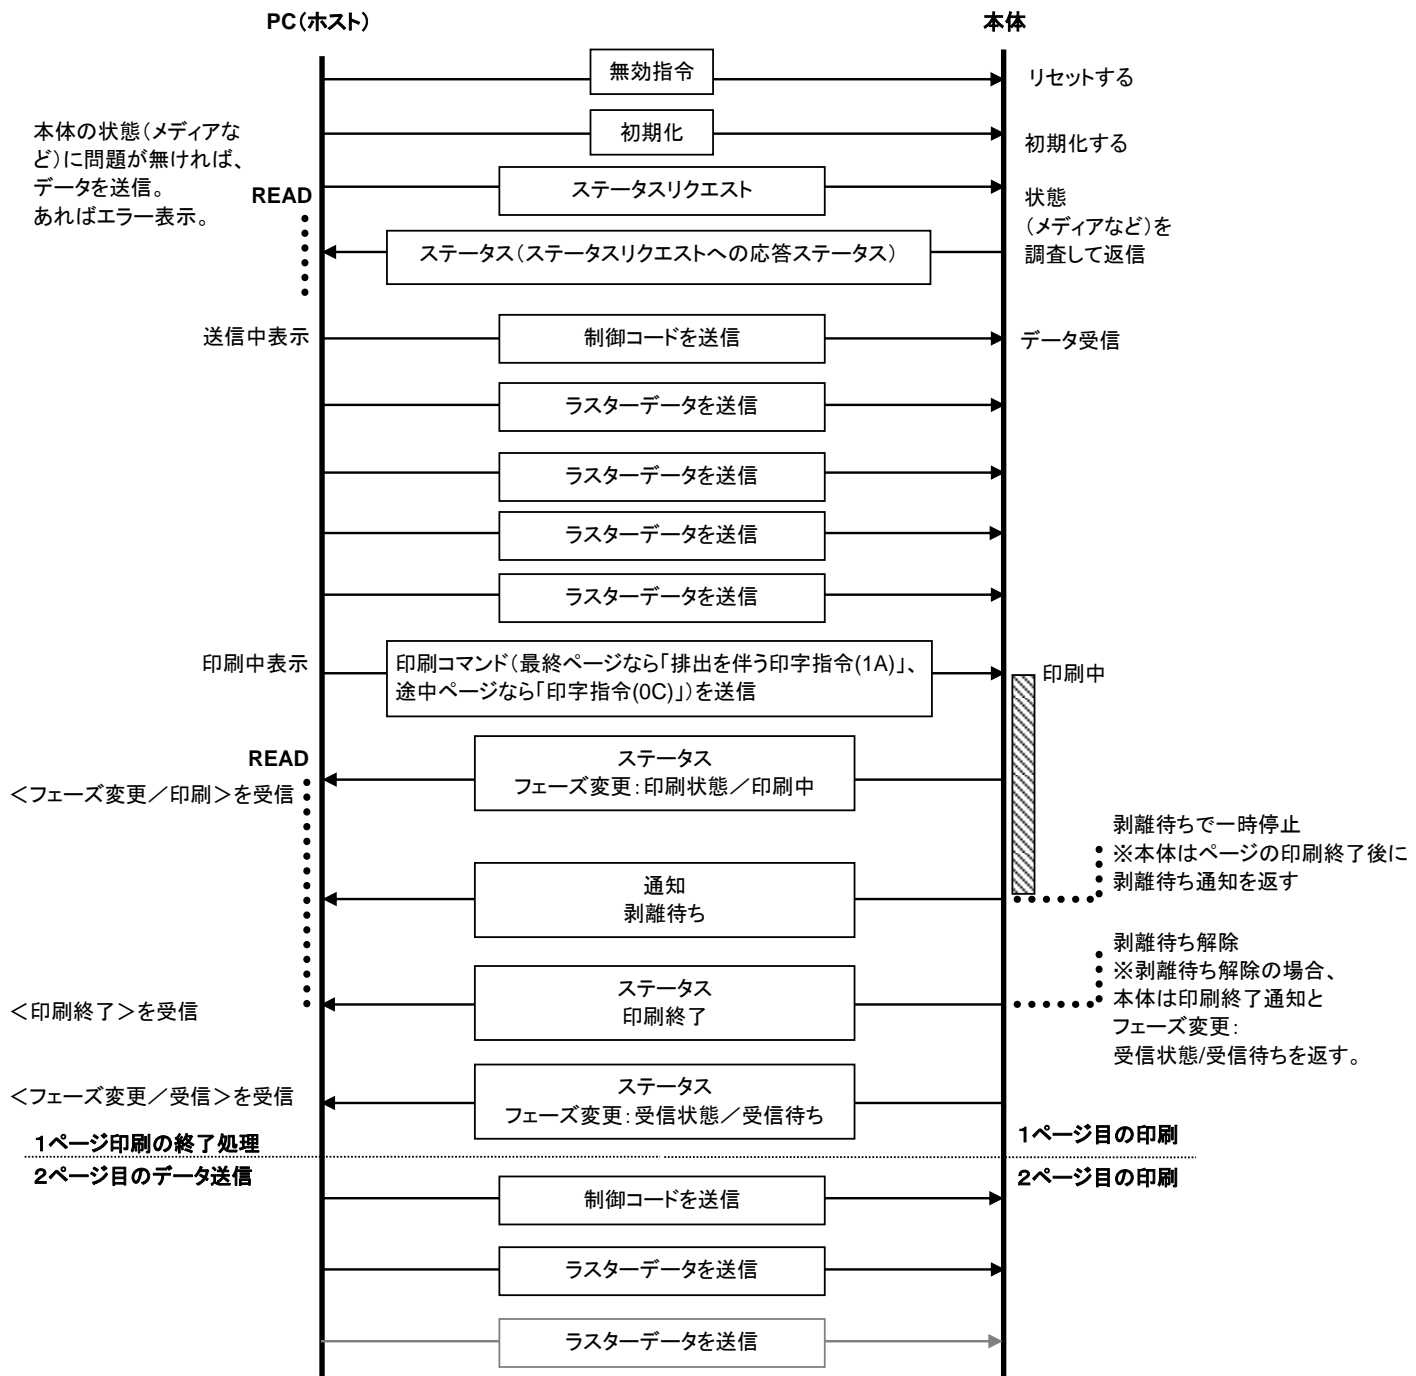 PC(ホスト)
本体
無効指令
リセットする
本体の状態(メディアな
ど)に問題が無ければ、
データを送信。
あればエラー表示。
初期化
初期化する
READ
ステータスリクエスト
状態
(メディアなど)を
調査して返信
ステータス(ステータスリクエストへの応答ステータス)
送信中表示
制御コードを送信
データ受信
ラスターデータを送信
ラスターデータを送信
ラスターデータを送信
ラスターデータを送信
印刷中表示
印刷コマンド(最終ページなら「排出を伴う印字指令(1A)」、
途中ページなら「印字指令(0C)」)を送信
印刷中
READ
ステータス
フェーズ変更:印刷状態/印刷中
<フェーズ変更/印刷>を受信
剥離待ちで一時停止
※本体はページの印刷終了後に
剥離待ち通知を返す
通知
剥離待ち
剥離待ち解除
※剥離待ち解除の場合、
本体は印刷終了通知と
フェーズ変更:
受信状態/受信待ちを返す。
ステータス
印刷終了
<印刷終了>を受信
ステータス
フェーズ変更:受信状態/受信待ち
<フェーズ変更/受信>を受信
1ページ印刷の終了処理
1ページ目の印刷
2ページ目のデータ送信
2ページ目の印刷
制御コードを送信
ラスターデータを送信
ラスターデータを送信